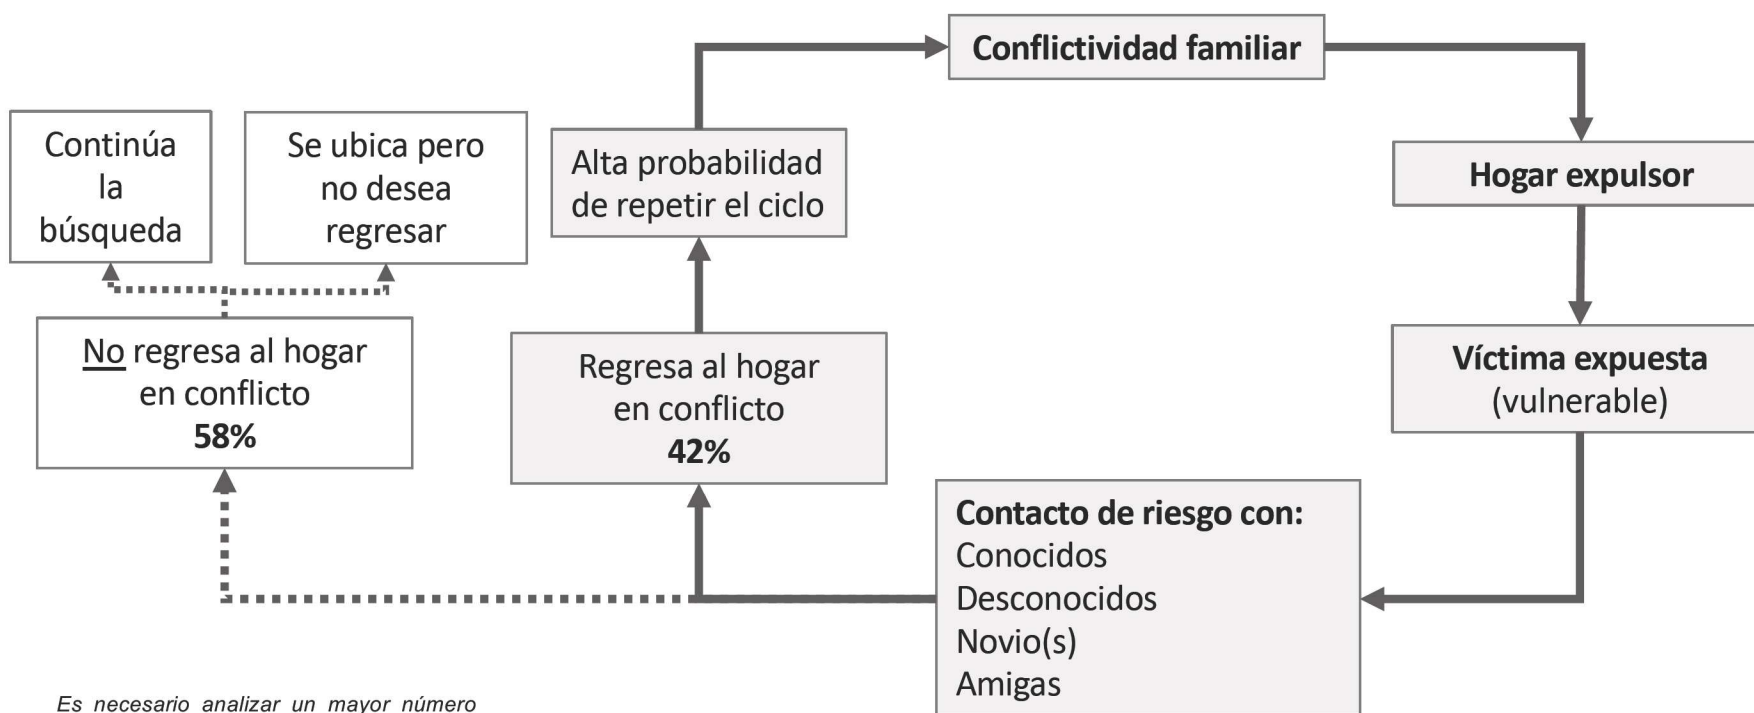 Conflictividad familiar
Hogar expulsor
Víctima expuesta
(vulnerable)
Contacto de riesgo con:
Conocidos
Desconocidos
Novio(s)
Amigas
Regresa al hogar
en conflicto
42%
Alta probabilidad
de repetir el ciclo
No regresa al hogar
en conflicto
58%
Continúa
la
búsqueda
Se ubica pero
no desea
regresar
Es necesario analizar un mayor número